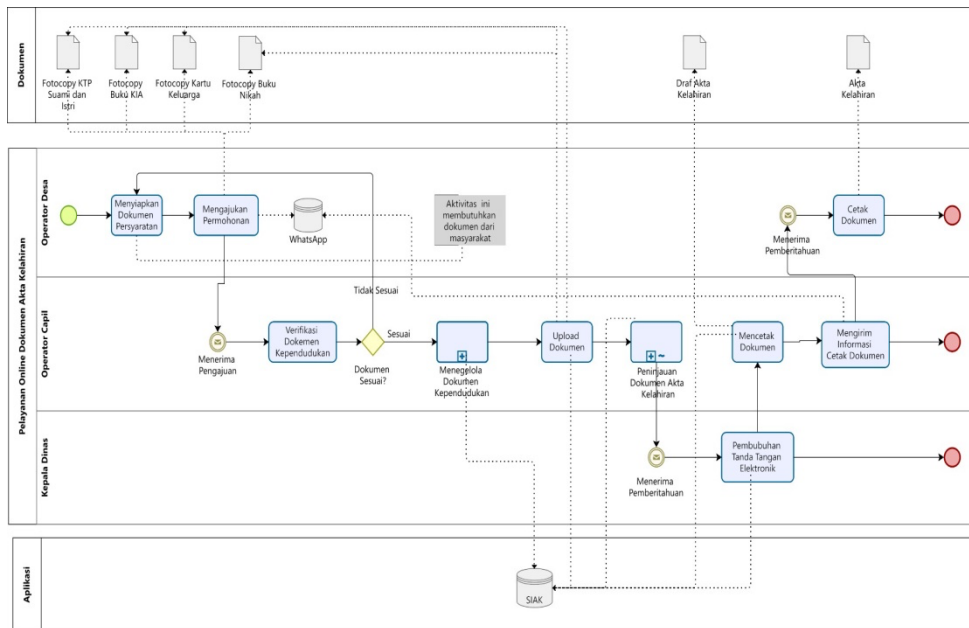 Dokumen
Fotocopy KTP
Suami dan
Istri
Fotocopy
Buku KIA
Fotocopy Kartu
Keluarga
Fotocopy Buku
Nikah
Draf Akta
Kelahiran
Akta
Kelahiran
Pelayanan Online Dokumen Akta Kelahiran
Operator Desa
Menyiapkan
Dokumen
Persyaratan
Mengajukan
Permohonan
WhatsApp
Aktivitas ini
membutuhkan
dokumen dari
masyarakat
Menerima
Pemberitahuan
Cetak
Dokumen
Operator Capil
Tidak Sesuai
Menerima
Pengajuan
Verifikasi
Dokemen
Kependudukan
Dokumen
Sesuai?
Sesuai
Menegelola
Dokumen
Kependudukan
Upload
Dokumen
Peninjauan
Dokumen Akta
Kelahiran
Mencetak
Dokumen
Mengirim
Informasi
Cetak Dokumen
Kepala Dinas
Menerima
Pemberitahuan
Pembubuhan
Tanda Tangan
Elektronik
Aplikasi
SIAK